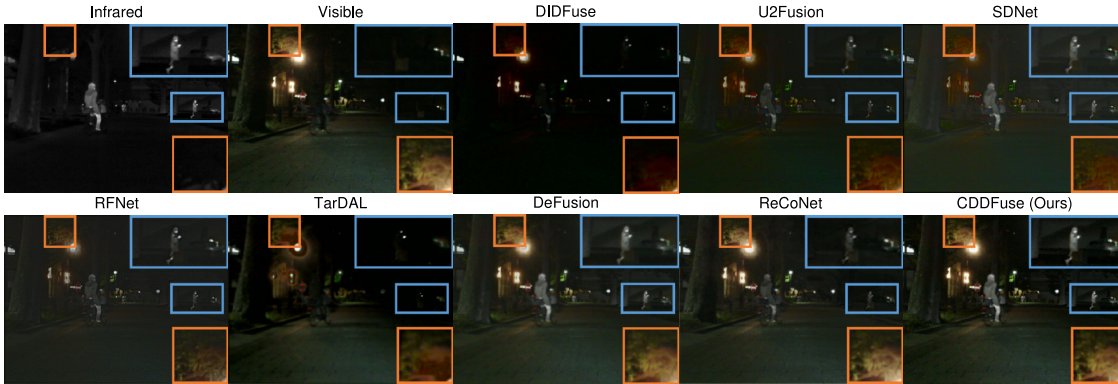 Infrared Visible DIDFuse U2Fusion SDNet
RFNet TarDAL DeFusion ReCoNet CDDFuse (Ours)